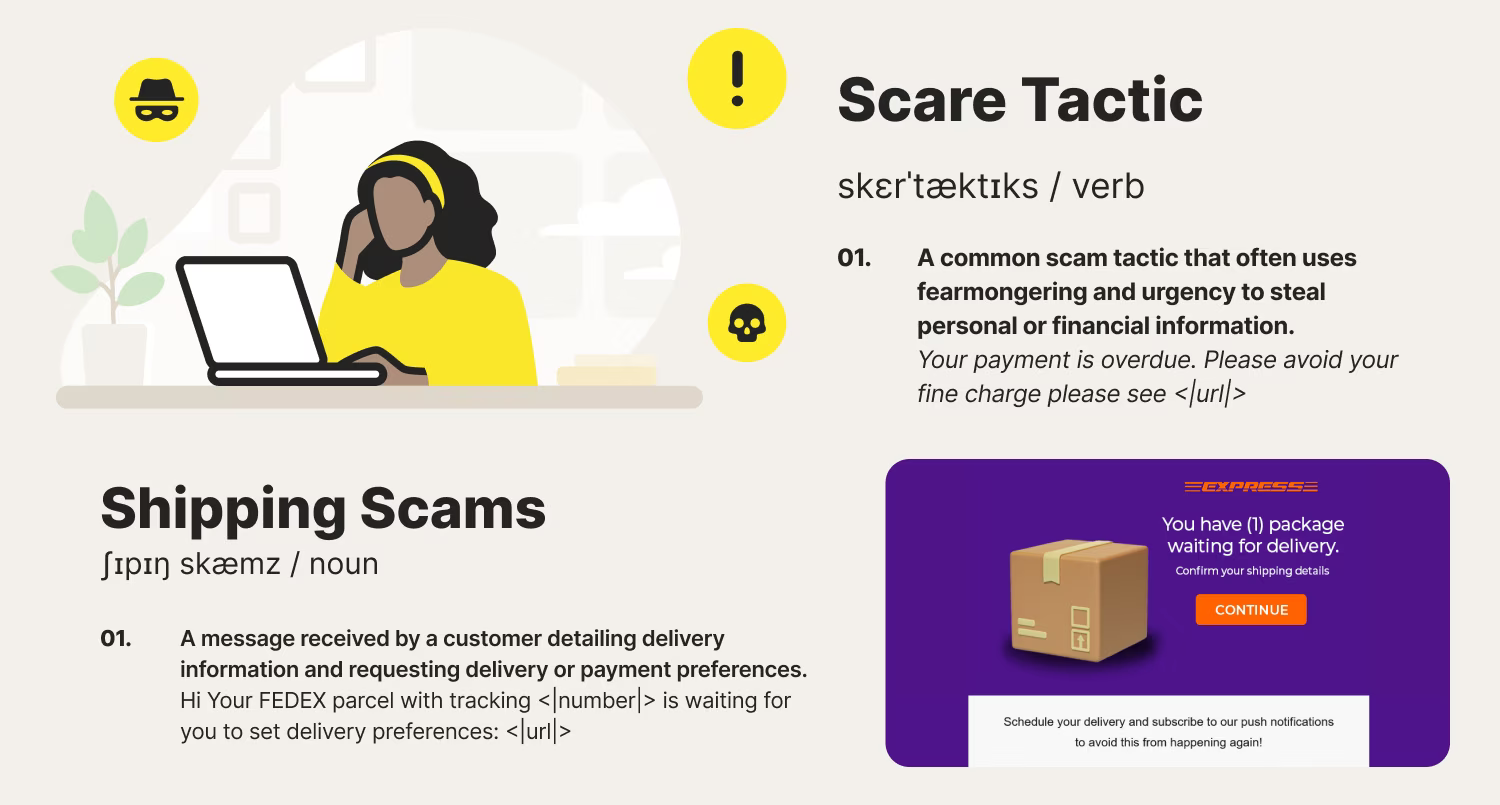 Scare Tactic
skɛrˈtæktɪks / verb
01. A common scam tactic that often uses
fearmongering and urgency to steal
personal or financial information.
Your payment is overdue. Please avoid your
fine charge please see <|url|>
Shipping Scams
ʃɪpɪŋ skæmz / noun
01. A message received by a customer detailing delivery
information and requesting delivery or payment preferences.
Hi Your FEDEX parcel with tracking <|number|> is waiting for
you to set delivery preferences: <|url|>
EXPRESS
You have (1) package
waiting for delivery.
Confirm your shipping details
CONTINUE
Schedule your delivery and subscribe to our push notifications
to avoid this from happening again!